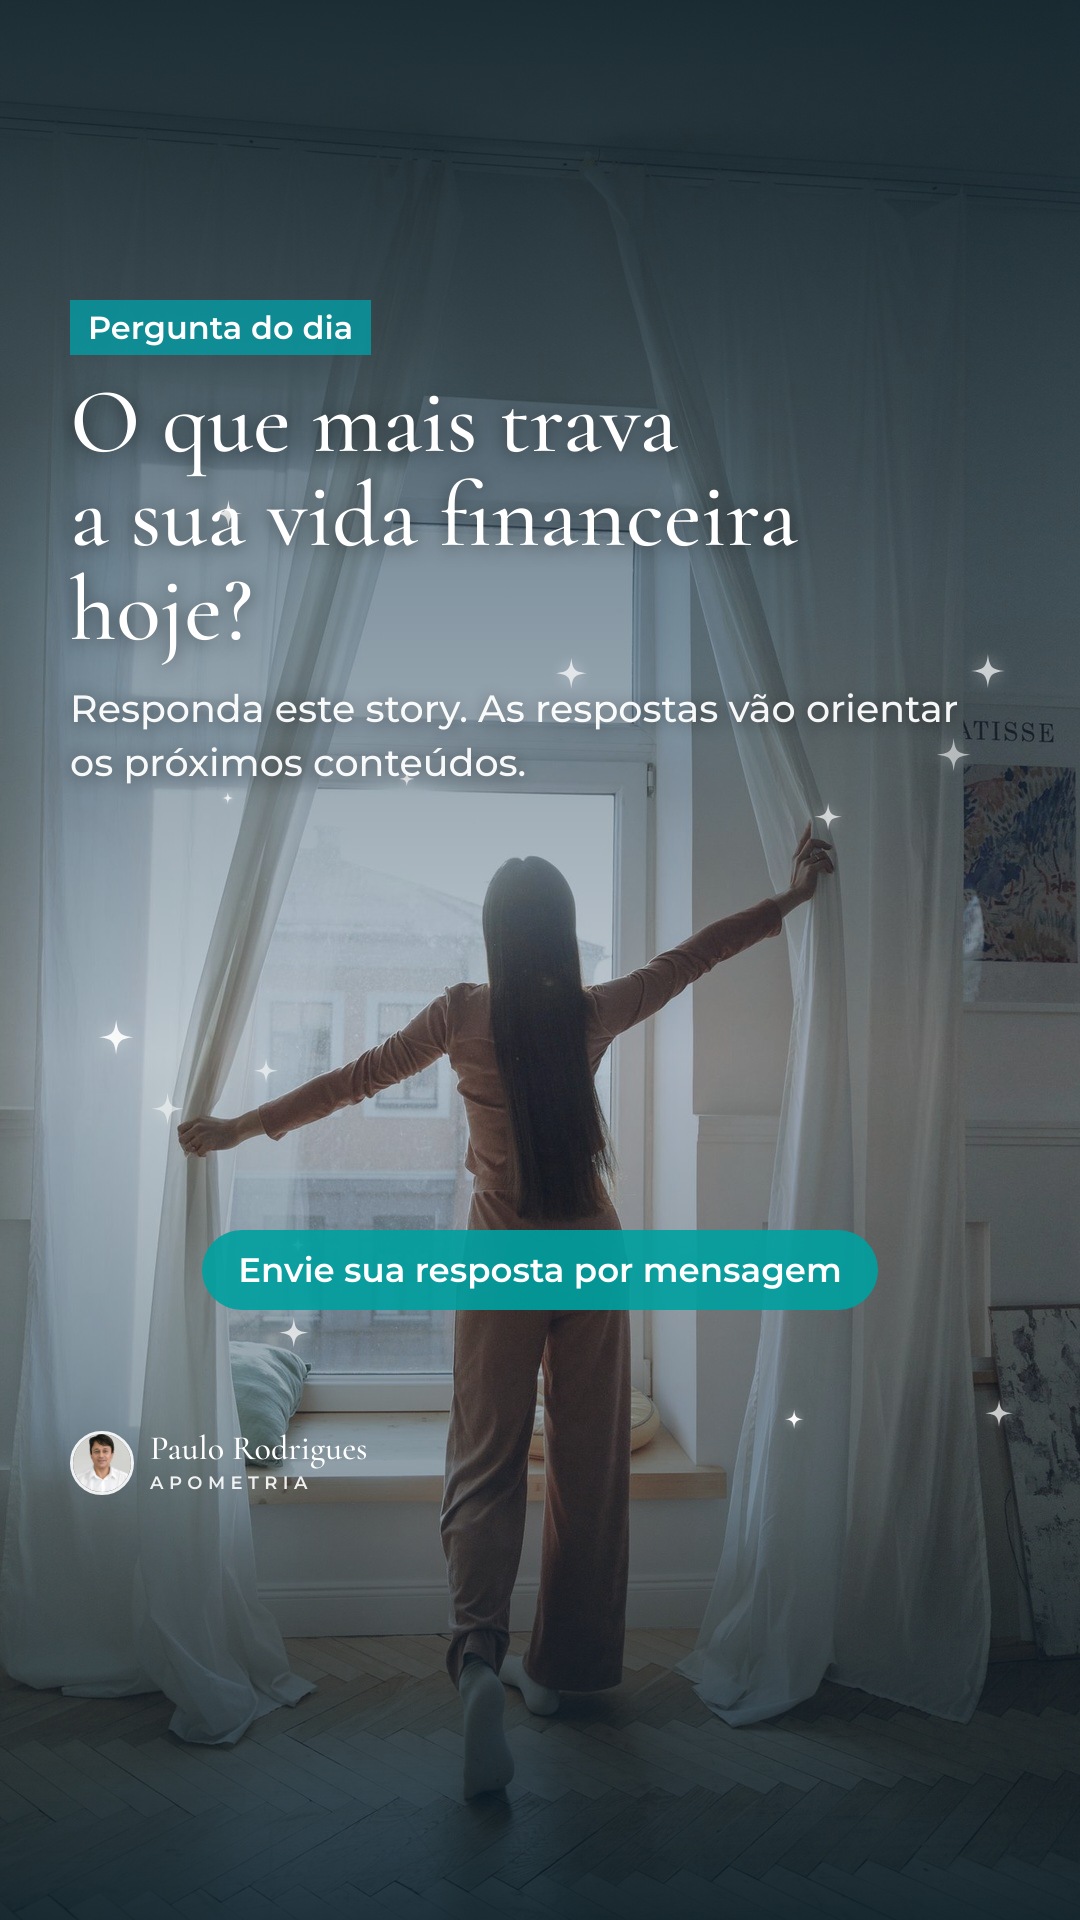 Pergunta do dia
O que mais trava
a sua vida financeira
hoje?
Responda este story. As respostas vão orientar
os próximos conteúdos.
ATISSE
Envie sua resposta por mensagem
Paulo Rodrigues
APOMETRIA